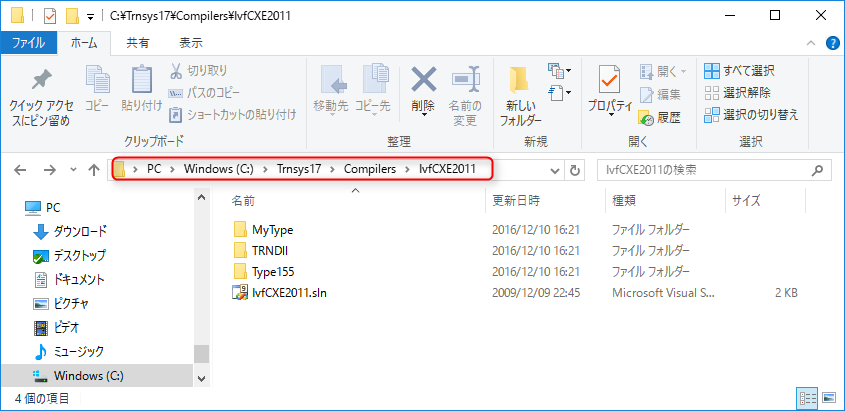 C:¥Trnsys17¥Compilers¥IvfCXE2011
ファイル ホーム 共有 表示
クイック アクセスにピン留め
コピー
貼り付け
切り取り
パスのコピー
ショートカットの貼り付け
クリップボード
移動先
コピー先
削除
名前の変更
整理
新しいフォルダー
新規
プロパティ
開く
編集
履歴
開く
すべて選択
選択解除
選択の切り替え
選択
PC Windows (C:) Trnsys17 Compilers IvfCXE2011
IvfCXE2011の検索
名前 更新日時 種類 サイズ
MyType 2016/12/10 16:21 ファイル フォルダー
TRNDll 2016/12/10 16:21 ファイル フォルダー
Type155 2016/12/10 16:21 ファイル フォルダー
IvfCXE2011.sln 2009/12/09 22:45 Microsoft Visual S... 2 KB
PC
ダウンロード
デスクトップ
ドキュメント
ピクチャ
ビデオ
ミュージック
Windows (C:)
4 個の項目